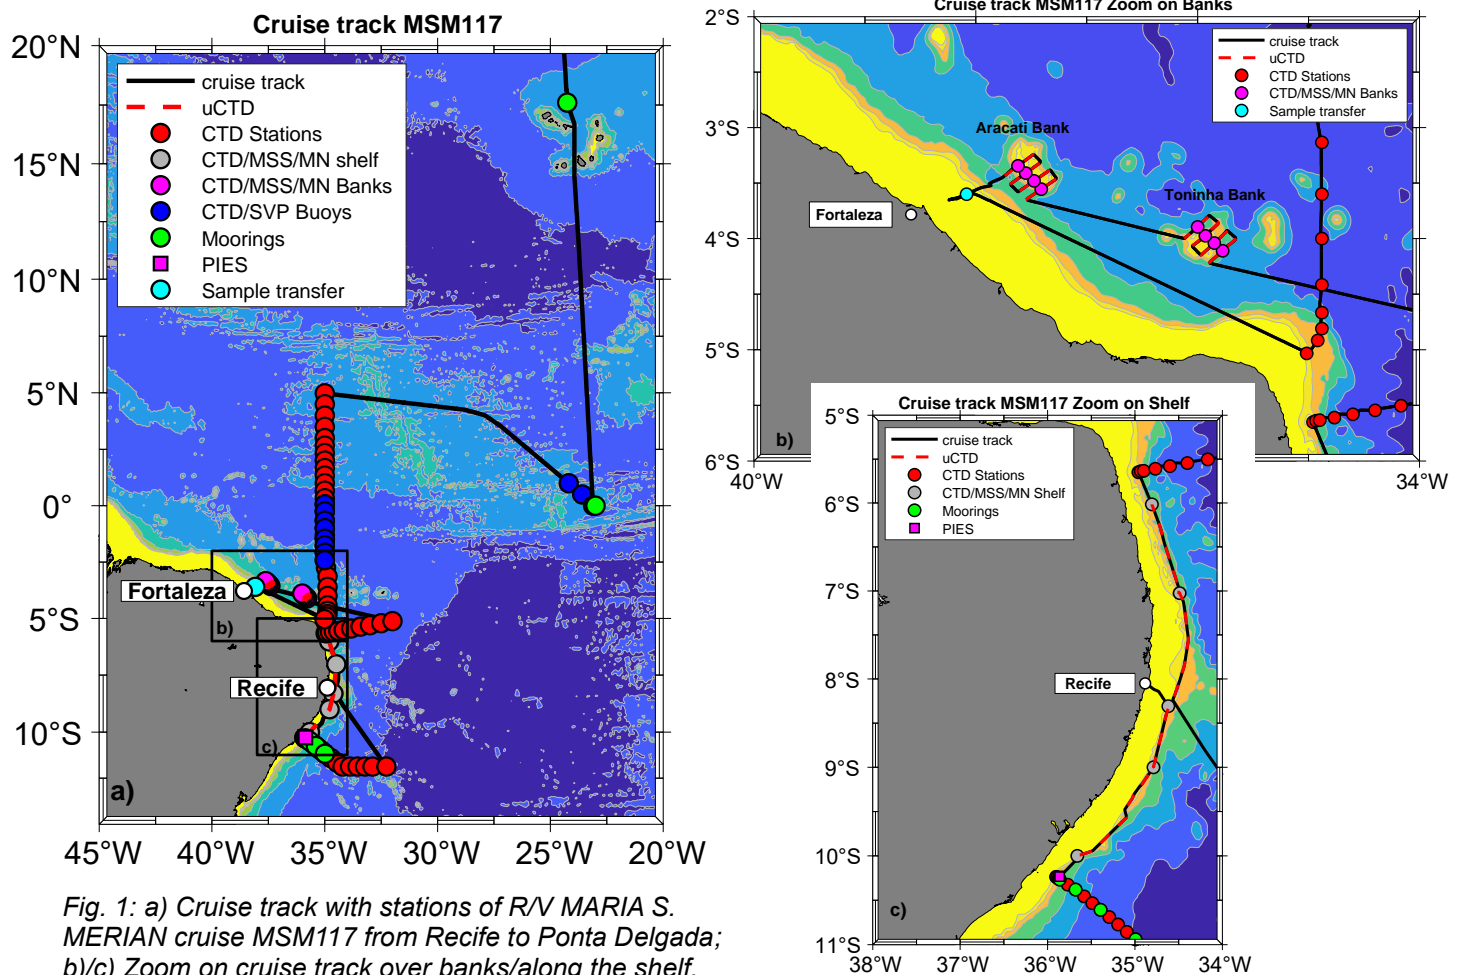 Cruise track MSM117
20°N
15°N
10°N
5°N
0°
5°S
10°S
45°W
40°W
35°W
30°W
25°W
20°W
cruise track
uCTD
CTD Stations
CTD/MSS/MN shelf
CTD/MSS/MN Banks
CTD/SVP Buoys
Moorings
PIES
Sample transfer
Fortaleza
b)
Recife
c)
a)
Cruise track MSM117 Zoom on Banks
2°S
3°S
4°S
5°S
6°S
40°W
34°W
cruise track
uCTD
CTD Stations
CTD/MSS/MN Banks
Sample transfer
Aracati Bank
Toninha Bank
Fortaleza
b)
Cruise track MSM117 Zoom on Shelf
5°S
6°S
7°S
8°S
9°S
10°S
11°S
38°W
37°W
36°W
35°W
34°W
cruise track
uCTD
CTD Stations
CTD/MSS/MN Shelf
Moorings
PIES
Recife
c)
Fig. 1: a) Cruise track with stations of R/V MARIA S.
MERIAN cruise MSM117 from Recife to Ponta Delgada;
b)/c) Zoom on cruise track over banks/along the shelf.